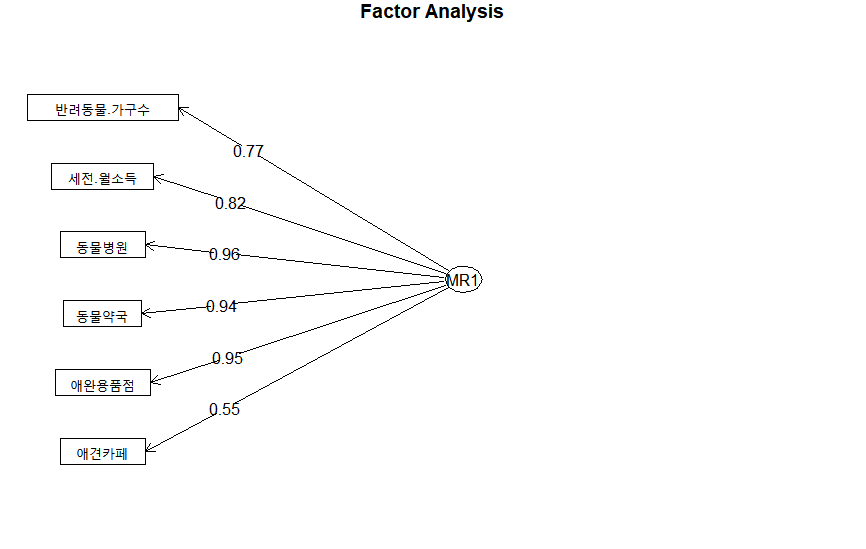 Factor Analysis
반려동물.가구수
0.77
세전.월소득
0.82
동물병원
0.96
MR1
동물약국
0.94
애완용품점
0.95
애견카페
0.55